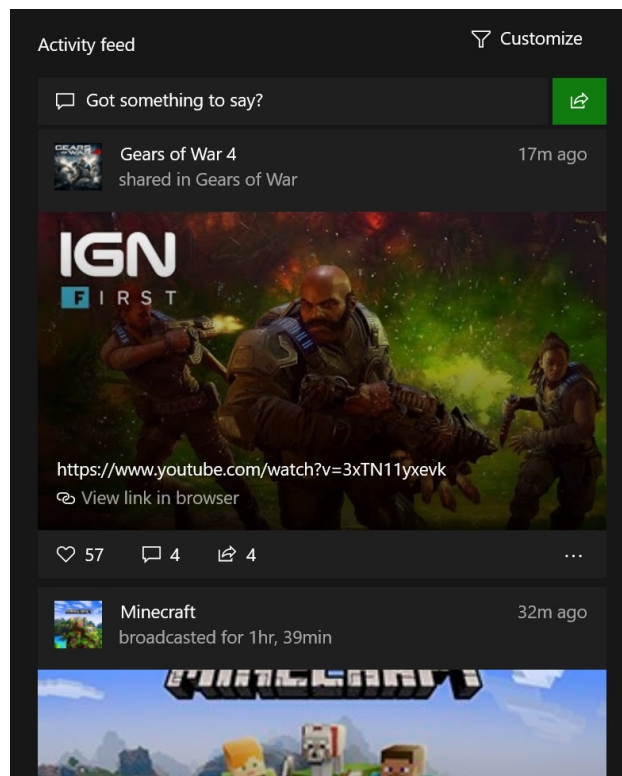 Activity feed
Customize
Got something to say?
Gears of War 4
17m ago
shared in Gears of War
IGN
FIRST
https://www.youtube.com/watch?v=3xTN11yxevk
View link in browser
57
4
4
Minecraft
32m ago
broadcasted for 1hr, 39min
MINECRAFT